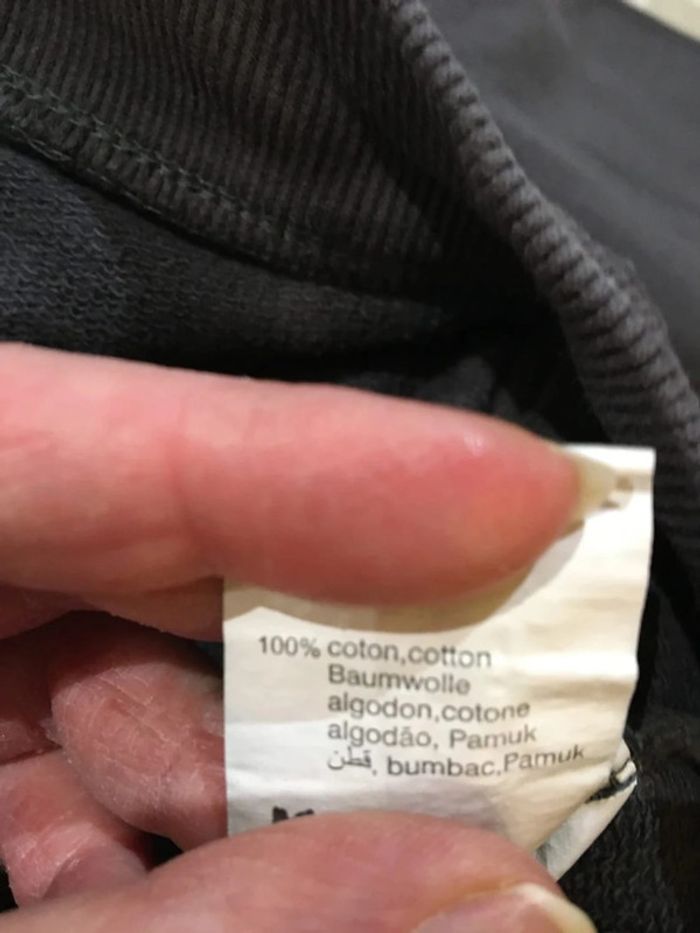 100% coton,cotton
Baumwolle
algodon,cotone
algodão, Pamuk
قطن, bumbac,Pamuk